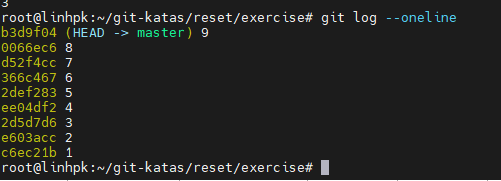 3
root@linhpk:~/git-katas/reset/exercise# git log --oneline
b3d9f04 (HEAD -> master) 9
0066ec6 8
d52f4cc 7
366c467 6
2def283 5
ee04df2 4
2d5d7d6 3
e603acc 2
c6ec21b 1
root@linhpk:~/git-katas/reset/exercise#